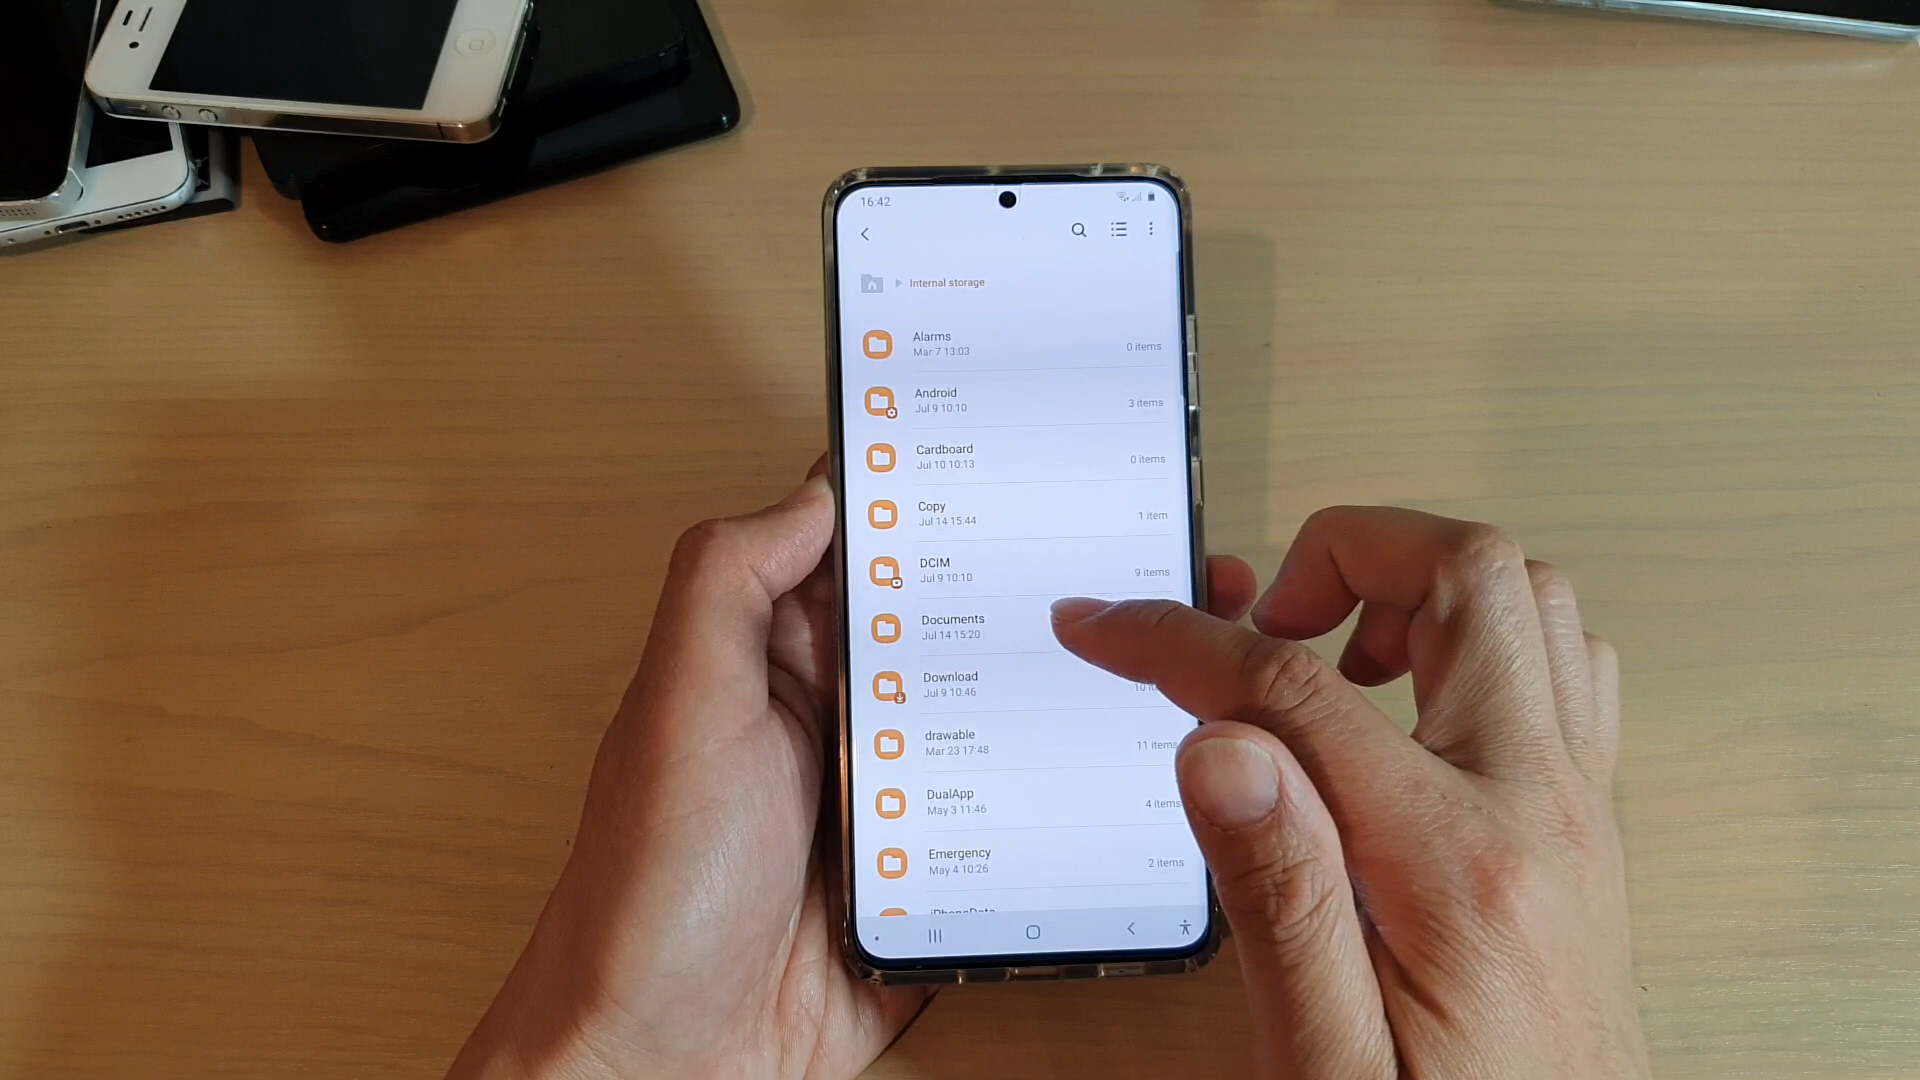 16:42
Internal storage
Alarms
Mar 7 13:03
0 items
Android
Jul 9 10:10
3 items
Cardboard
Jul 10 10:13
0 items
Copy
Jul 14 15:44
1 item
DCIM
Jul 9 10:10
9 items
Documents
Jul 14 15:20
Download
Jul 9 10:46
10
drawable
Mar 23 17:48
11 items
DualApp
May 3 11:46
4 items
Emergency
May 4 10:26
2 items
iPhoneData